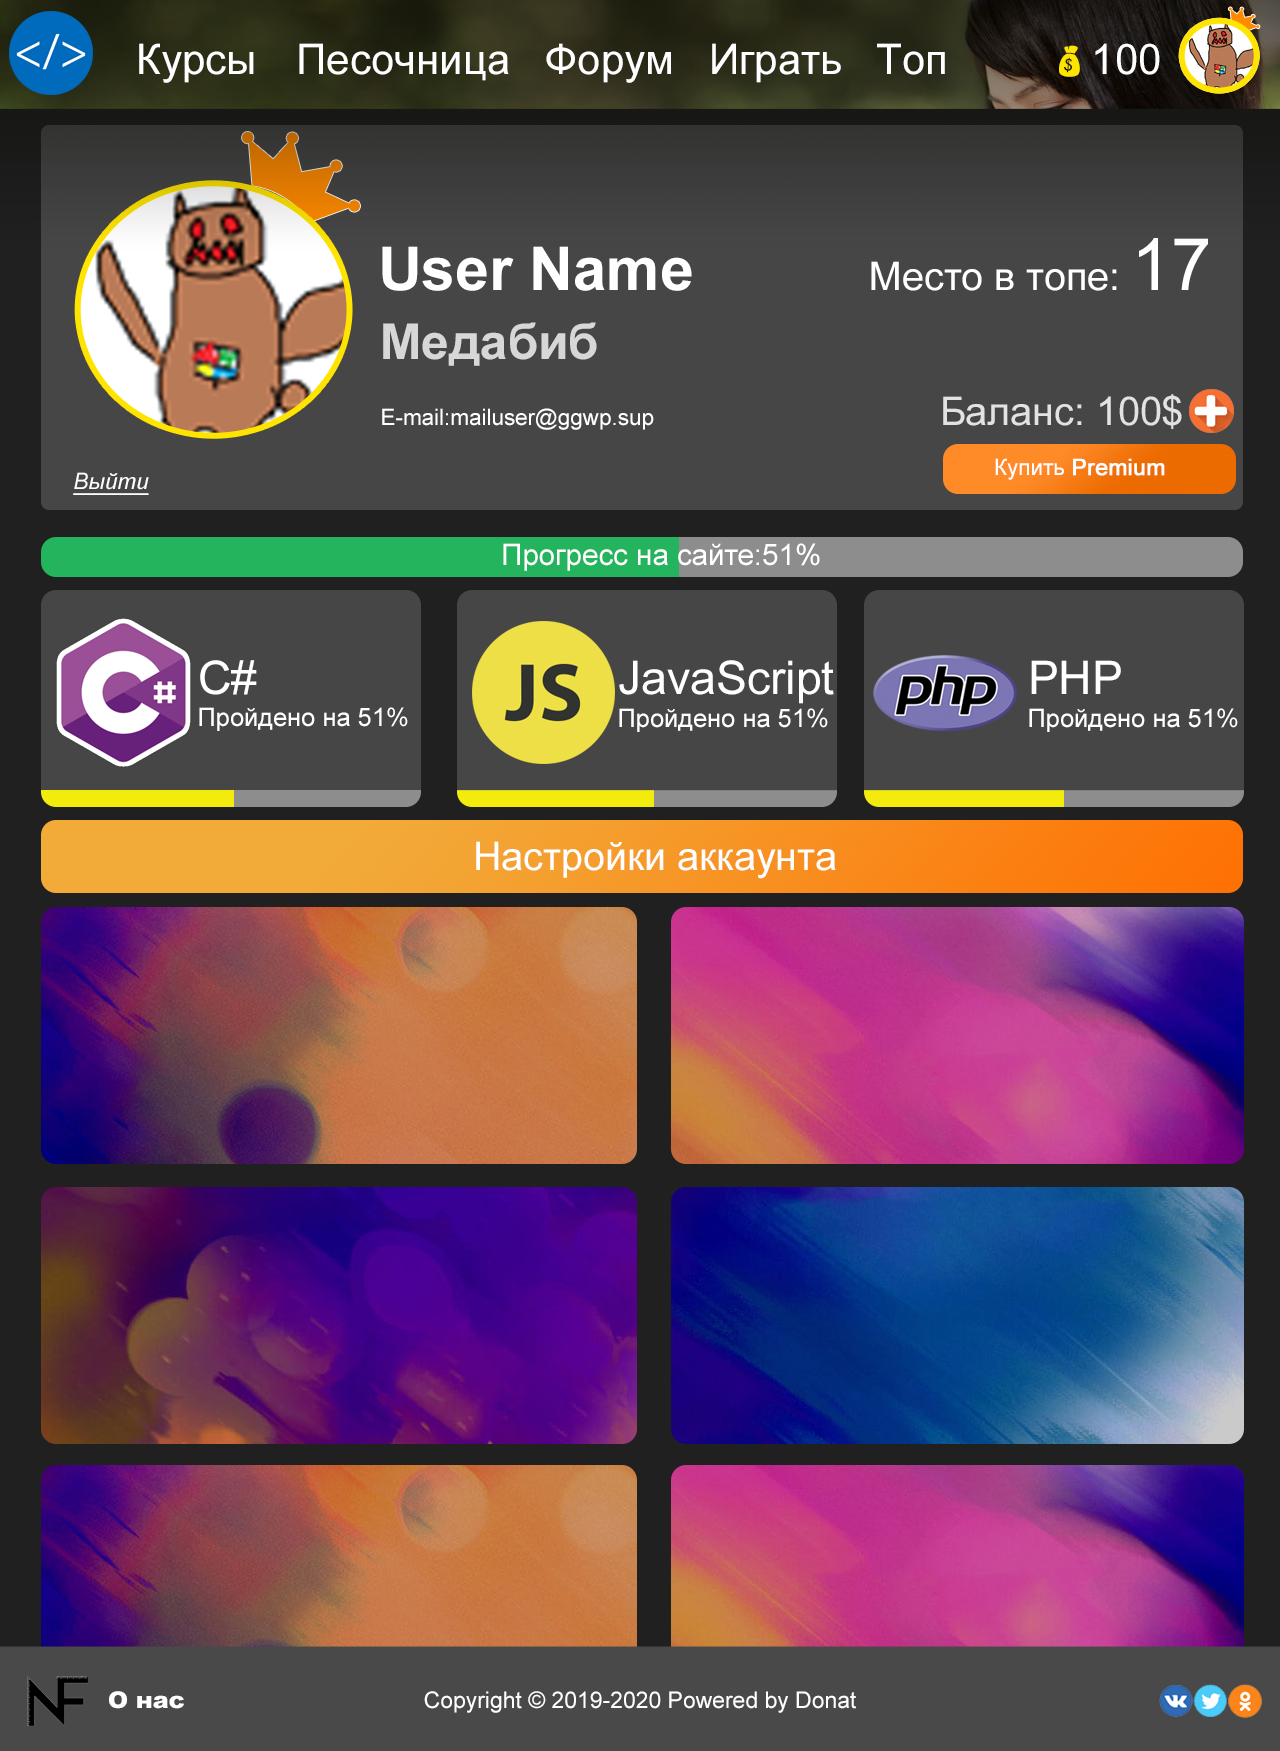 </>
Курсы Песочница Форум Играть Топ
$ 100
User Name
Медабиб
E-mail:mailuser@ggwp.sup
Место в топе: 17
Баланс: 100$
Купить Premium
Выйти
Прогресс на сайте:51%
C#
C#
Пройдено на 51%
JS
JavaScript
Пройдено на 51%
php
PHP
Пройдено на 51%
Настройки аккаунта
NF
О нас
Copyright © 2019-2020 Powered by Donat